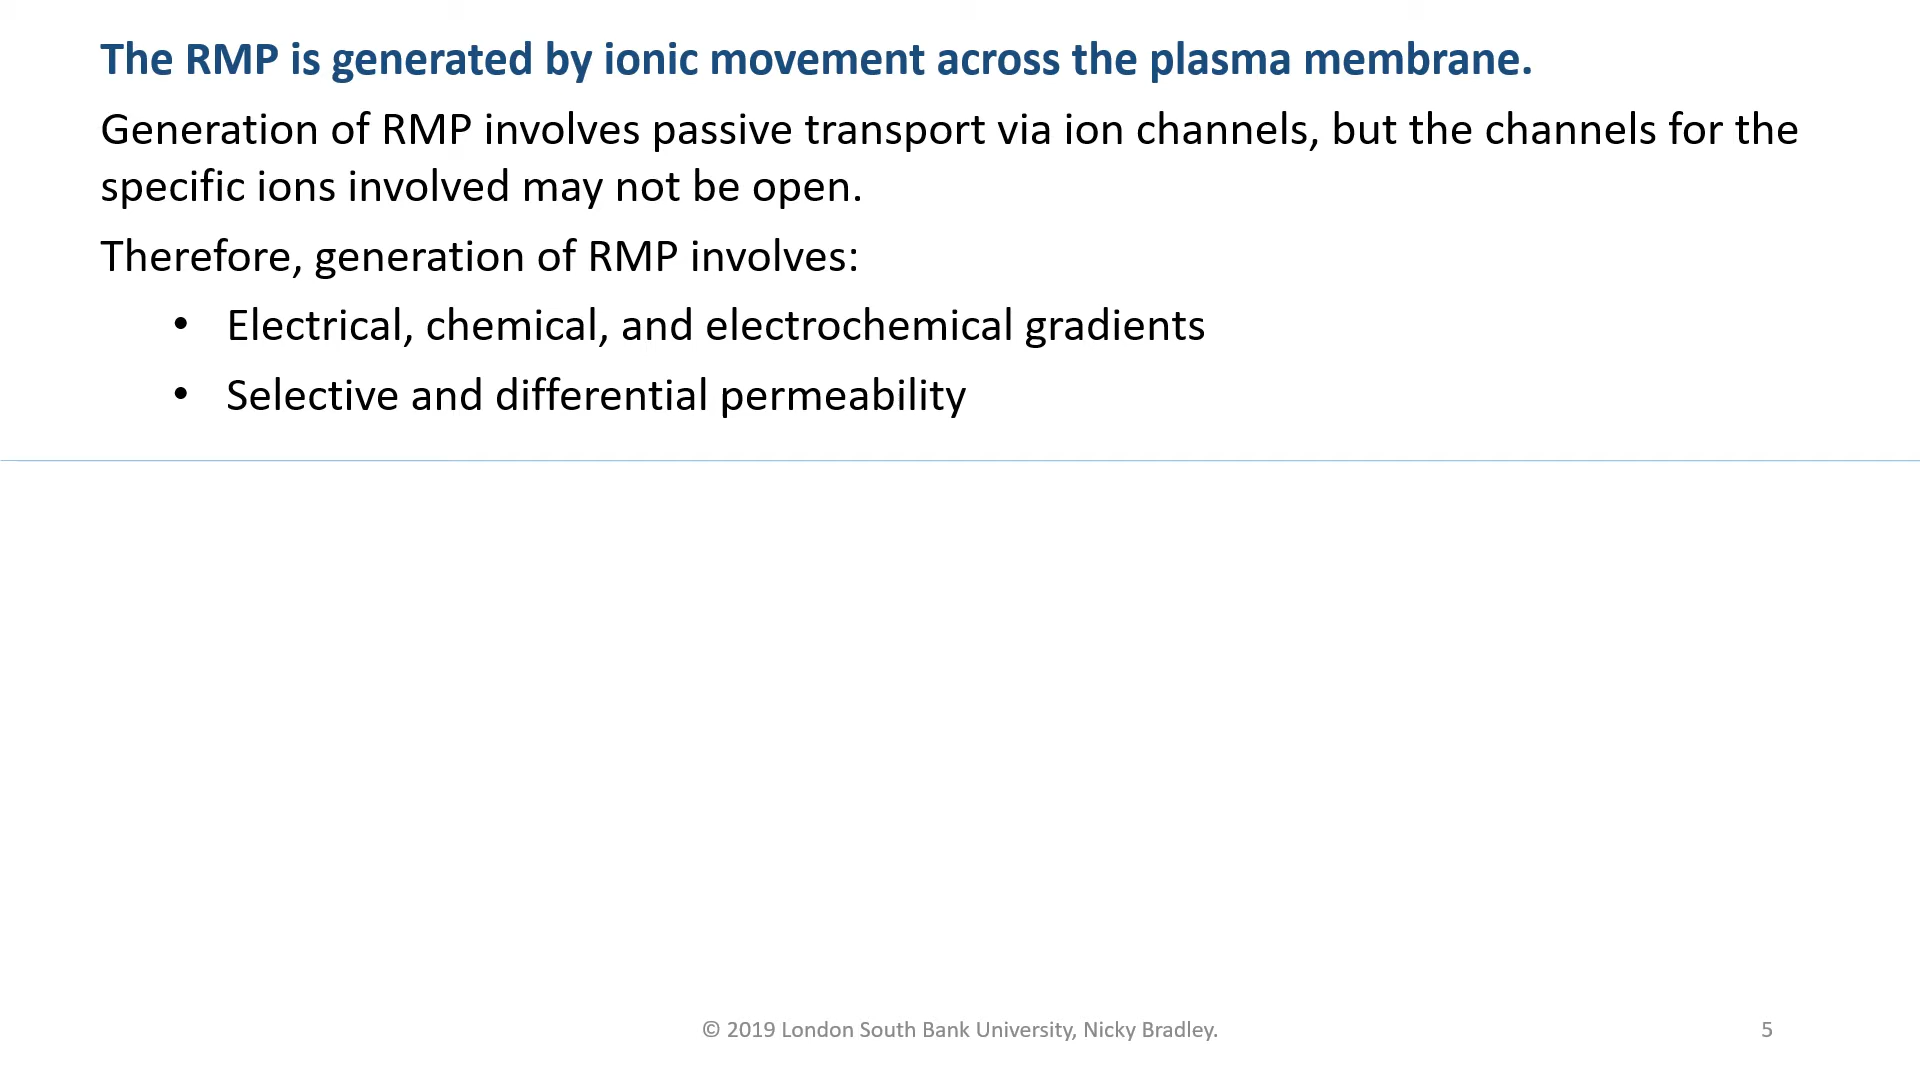 The RMP is generated by ionic movement across the plasma membrane.
Generation of RMP involves passive transport via ion channels, but the channels for the
specific ions involved may not be open.
Therefore, generation of RMP involves:
• Electrical, chemical, and electrochemical gradients
• Selective and differential permeability
© 2019 London South Bank University, Nicky Bradley.
5